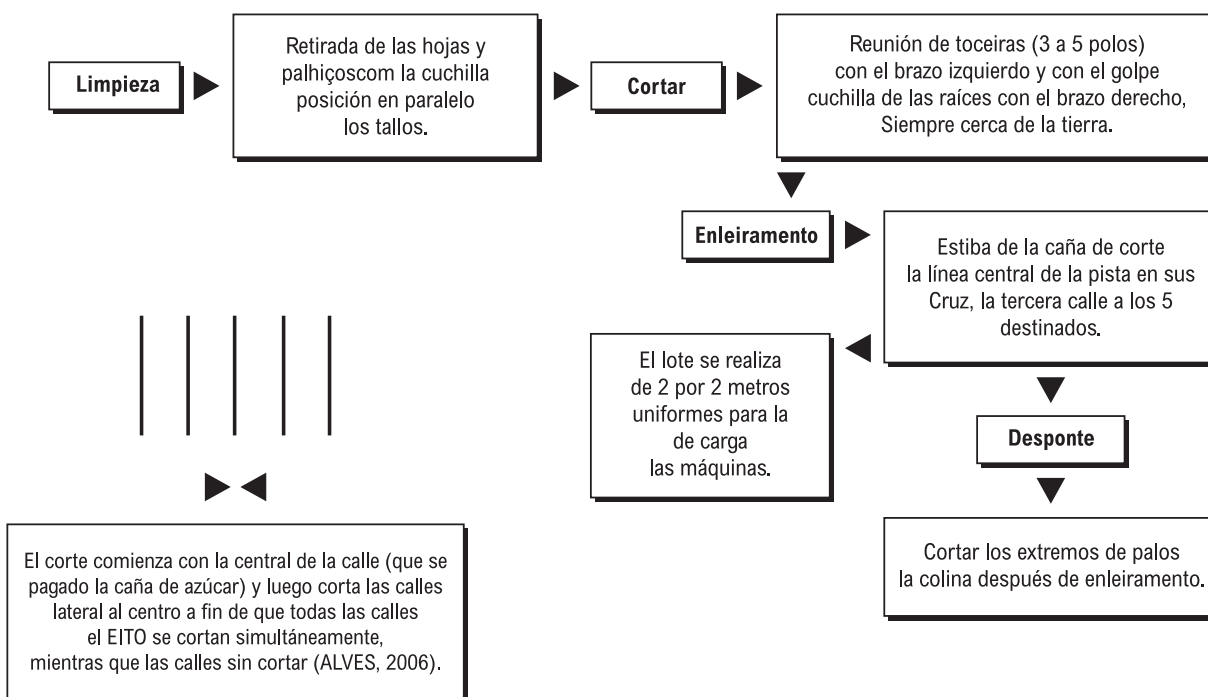 Limpieza
Retirada de las hojas y
palhiçoscom la cuchilla
posición en paralelo
los tallos.
Cortar
Reunión de toceiras (3 a 5 polos)
con el brazo izquierdo y con el golpe
cuchilla de las raíces con el brazo derecho,
Siempre cerca de la tierra.
Enleiramento
Estiba de la caña de corte
la línea central de la pista en sus
Cruz, la tercera calle a los 5
destinados.
El lote se realiza
de 2 por 2 metros
uniformes para la
de carga
las máquinas.
Desponte
Cortar los extremos de palos
la colina después de enleiramento.
El corte comienza con la central de la calle (que se
pagado la caña de azúcar) y luego corta las calles
lateral al centro a fin de que todas las calles
el EITO se cortan simultáneamente,
mientras que las calles sin cortar (ALVES, 2006).